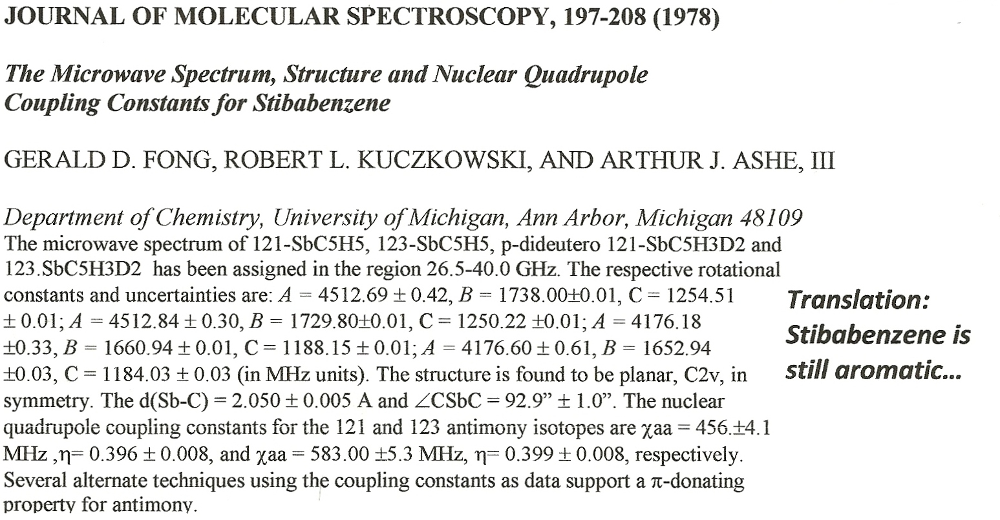 JOURNAL OF MOLECULAR SPECTROSCOPY, 197-208 (1978)
The Microwave Spectrum, Structure and Nuclear Quadrupole
Coupling Constants for Stibabenzene
GERALD D. FONG, ROBERT L. KUCZKOWSKI, AND ARTHUR J. ASHE, III
Department of Chemistry, University of Michigan, Ann Arbor, Michigan 48109
The microwave spectrum of 121-SbC5H5, 123-SbC5H5, p-dideutero 121-SbC5H3D2 and
123.SbC5H3D2 has been assigned in the region 26.5-40.0 GHz. The respective rotational
constants and uncertainties are: A = 4512.69 ± 0.42, B = 1738.00±0.01, C = 1254.51
± 0.01; A = 4512.84 ± 0.30, B = 1729.80±0.01, C = 1250.22 ±0.01; A = 4176.18
±0.33, B = 1660.94 ± 0.01, C = 1188.15 ± 0.01; A = 4176.60 ± 0.61, B = 1652.94
±0.03, C = 1184.03 ± 0.03 (in MHz units). The structure is found to be planar, C2v, in
symmetry. The d(Sb-C) = 2.050 ± 0.005 A and ∠CSbC = 92.9” ± 1.0”. The nuclear
quadrupole coupling constants for the 121 and 123 antimony isotopes are χaa = 456.±4.1
MHz ,η= 0.396 ± 0.008, and χaa = 583.00 ±5.3 MHz, η= 0.399 ± 0.008, respectively.
Several alternate techniques using the coupling constants as data support a π-donating
property for antimony.
Translation:
Stibabenzene is
still aromatic...